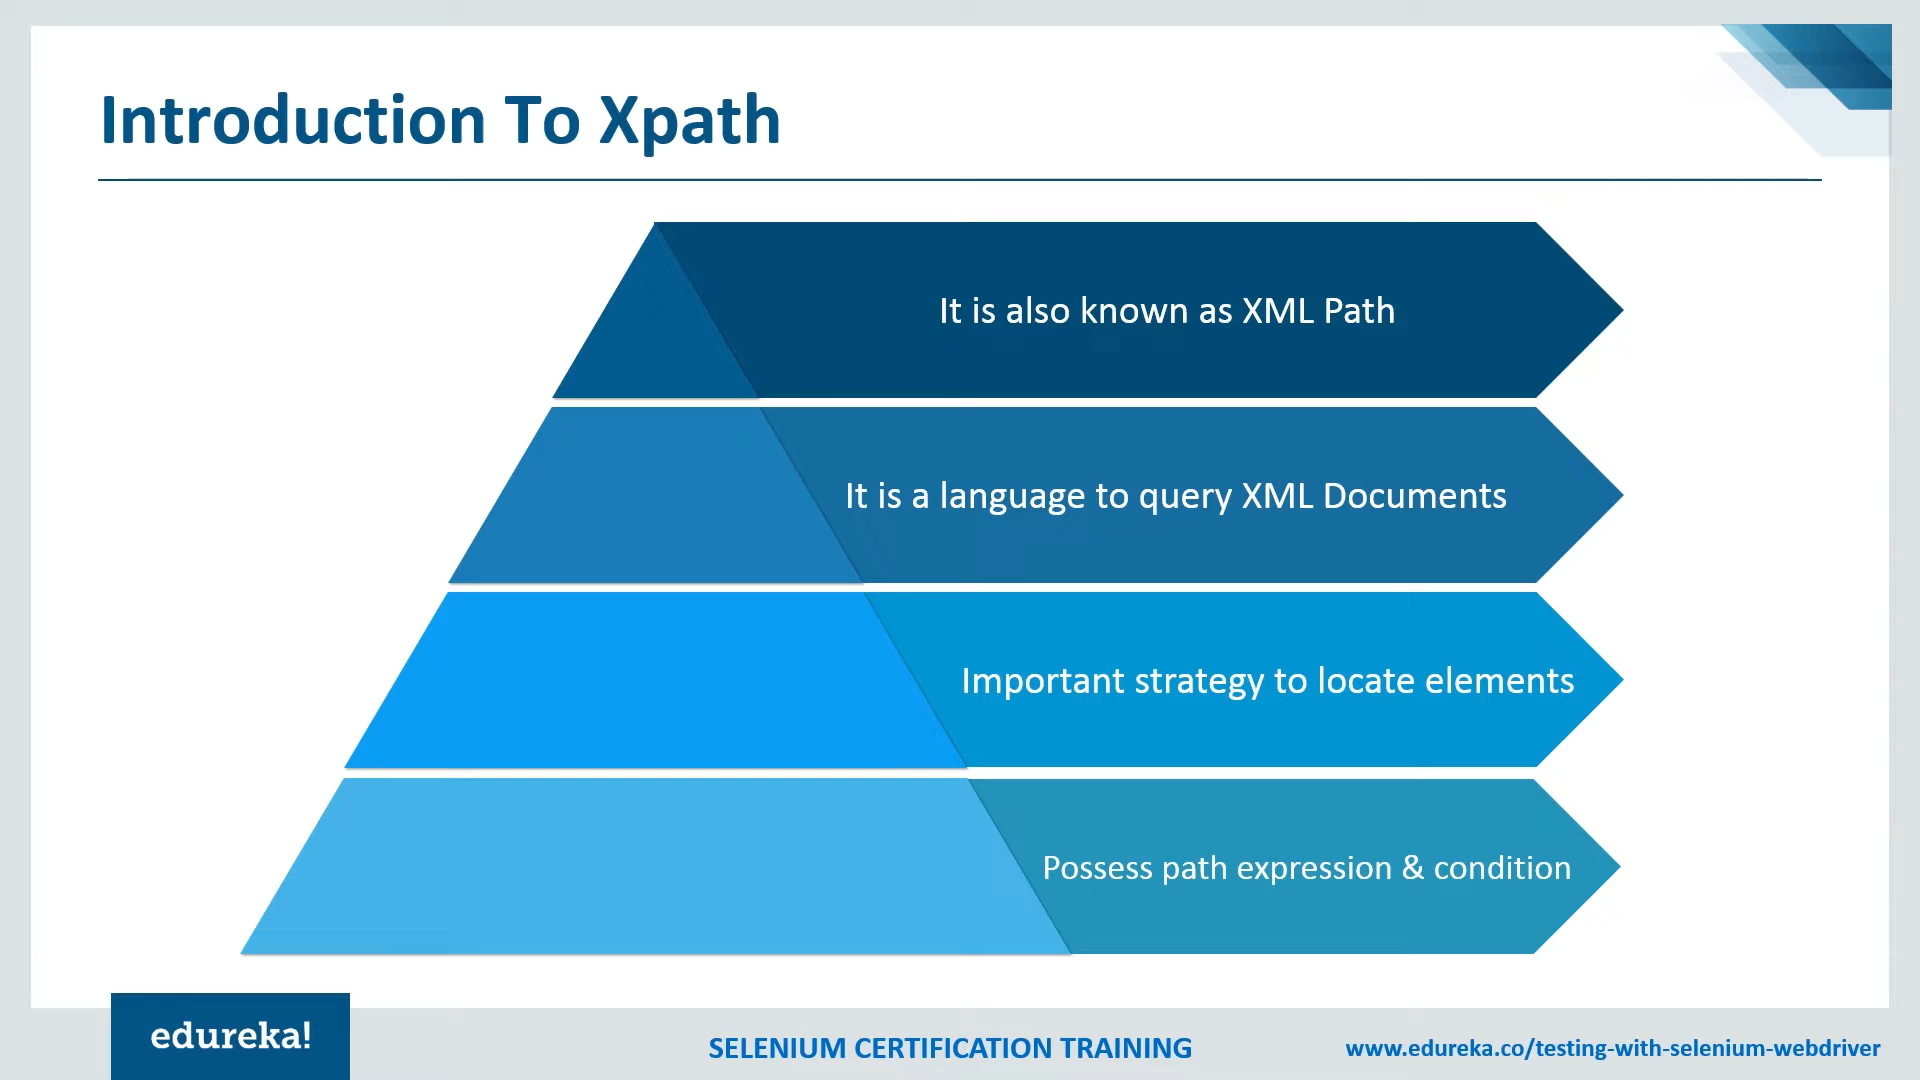 Introduction To Xpath
It is also known as XML Path
It is a language to query XML Documents
Important strategy to locate elements
Possess path expression & condition
edureka!
SELENIUM CERTIFICATION TRAINING
www.edureka.co/testing-with-selenium-webdriver